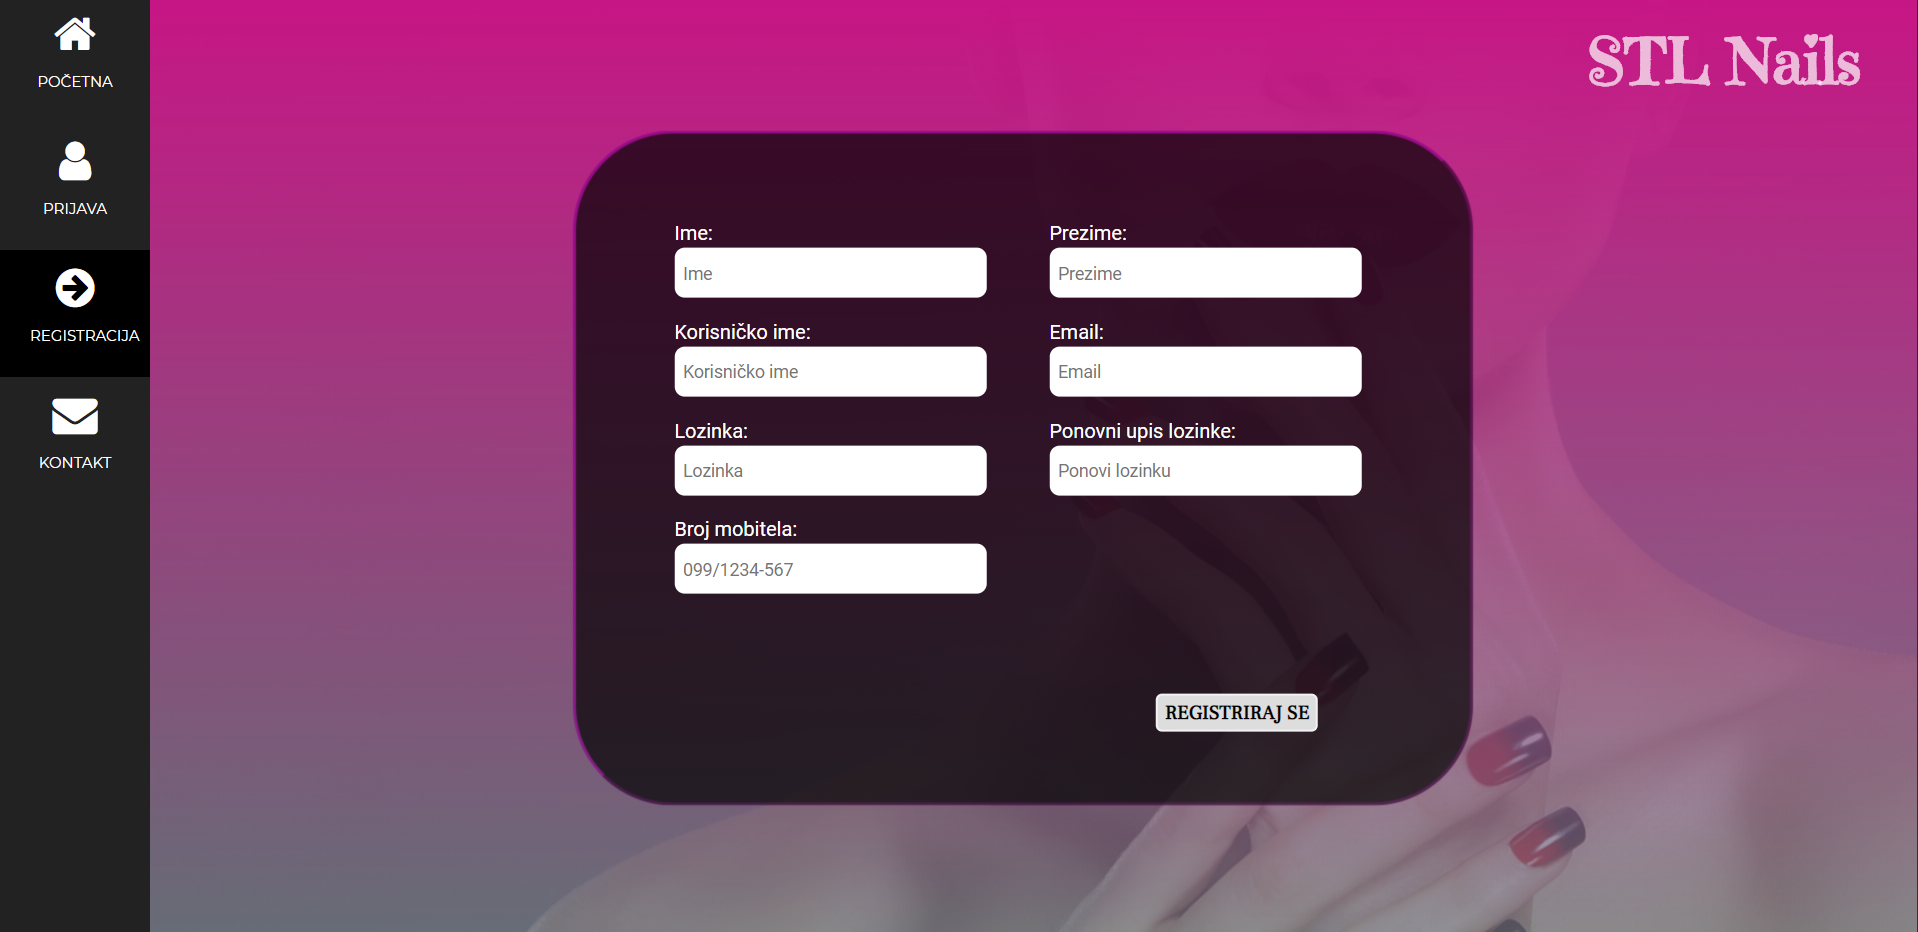 POČETNA
PRIJAVA
REGISTRACIJA
KONTAKT
STL Nails
Ime:
Ime
Prezime:
Prezime
Korisničko ime:
Korisničko ime
Email:
Email
Lozinka:
Lozinka
Ponovni upis lozinke:
Ponovi lozinku
Broj mobitela:
099/1234-567
REGISTRIRAJ SE